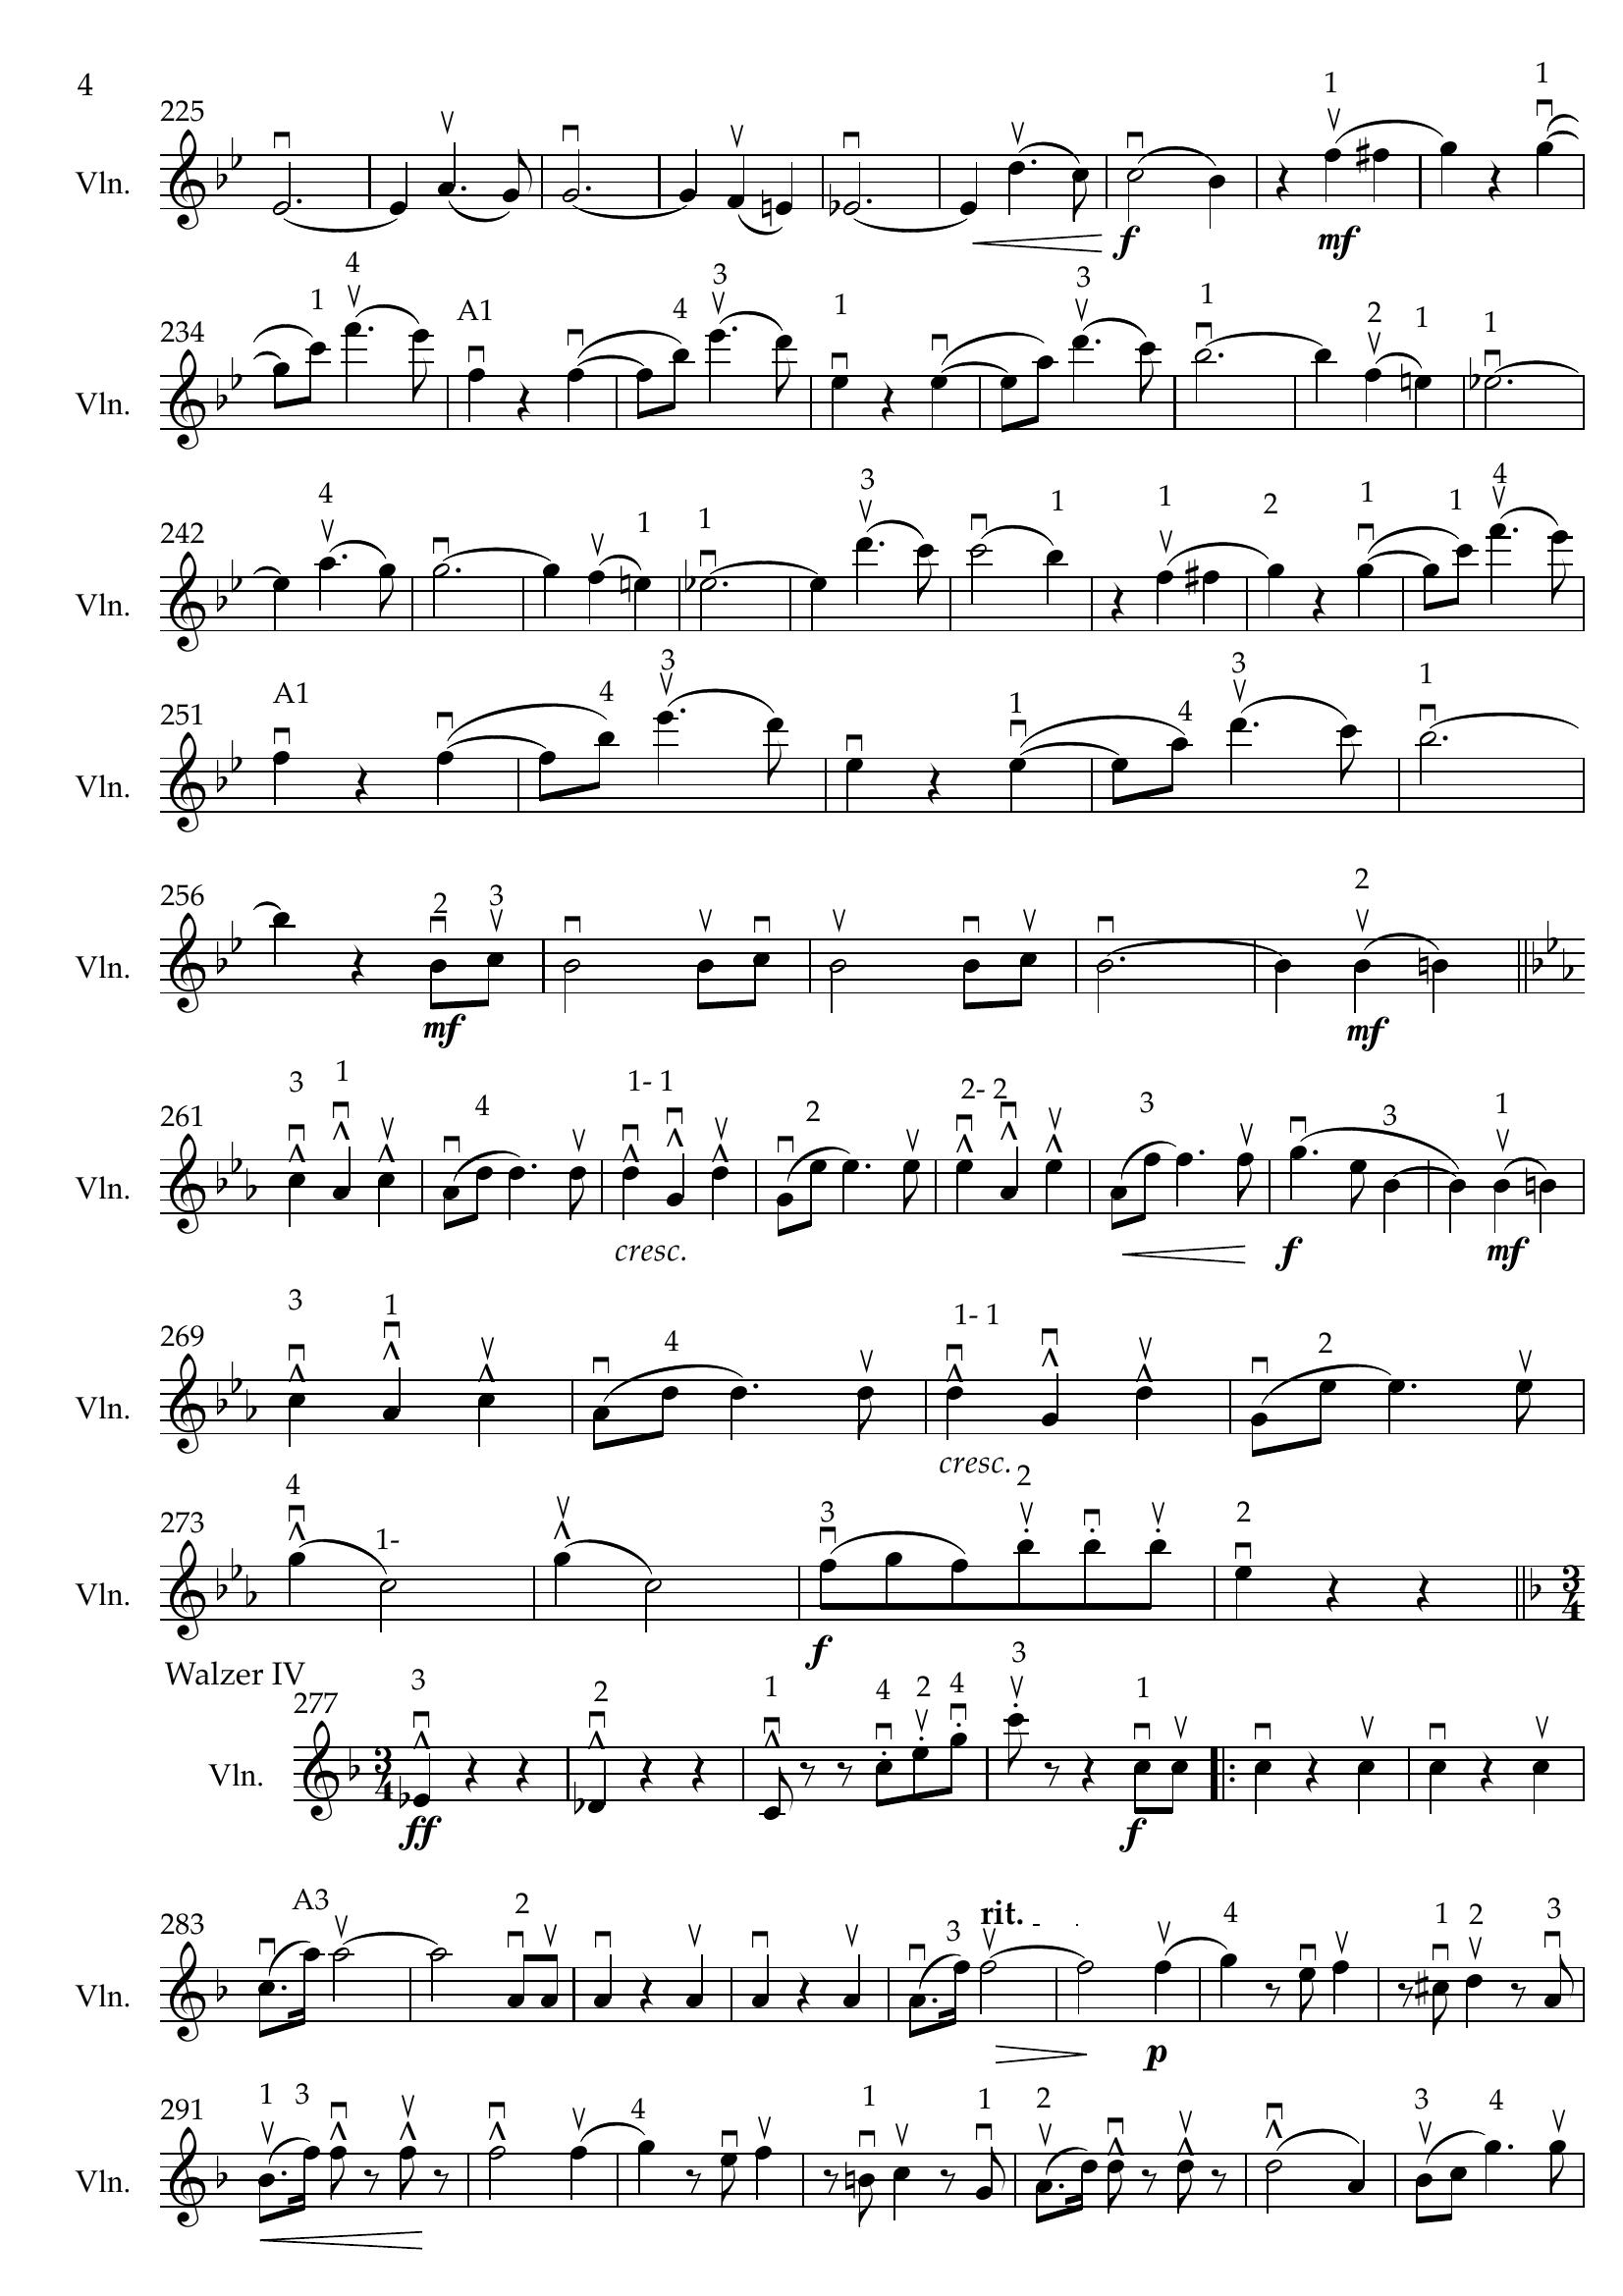 4
225
1 1
Vln.
f mf
234
1 4 A1 4 3 1 3 1 2 1 1
Vln.
242
4 1 1 3 1 1 2 1 1 4
Vln.
251
A1 4 3 1 4 3 1
Vln.
256
2 3 2
Vln.
mf mf
261
3 1 4 1- 1 2 2- 2 3 3 1
Vln.
cresc. f mf
269
3 1 4 1- 1 2
Vln.
cresc.
273
4 1- 3 2 2
Vln.
3
4
f
Walzer IV
277
3 2 1 4 2 4 3 1
Vln.
3
4
ff f
283
A3 2 3 rit. - 4 1 2 3
Vln.
p
291
1 3 4 1 1 2 3 4
Vln.